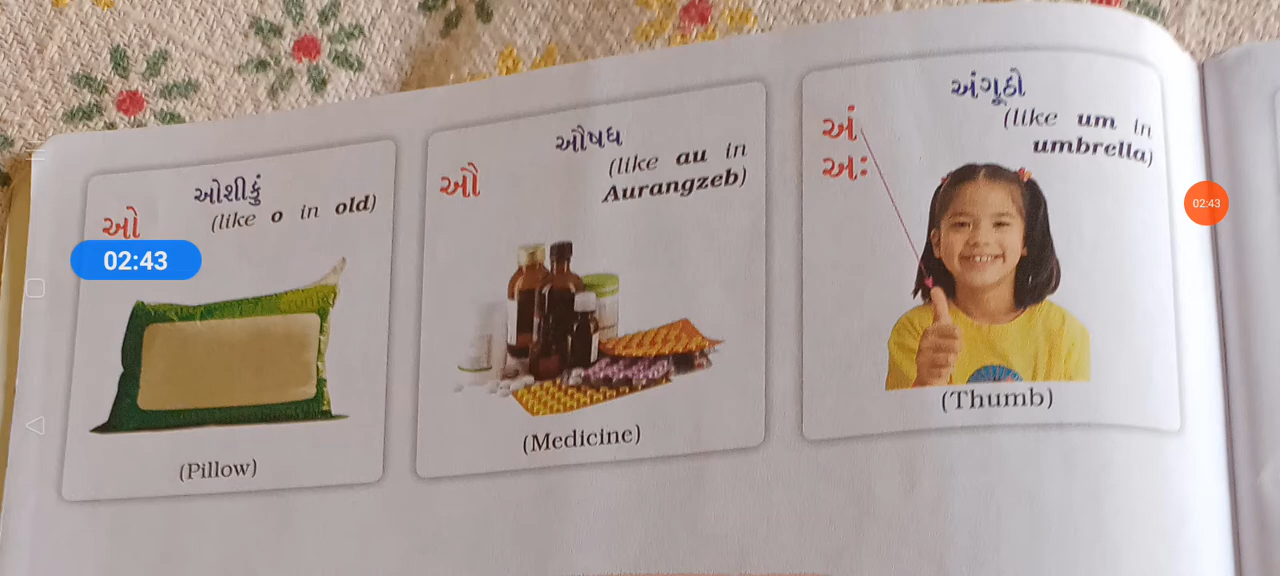 ઓશીકું
ઓ
(like o in old)
02:43
(Pillow)
ઔષધ
ઔ
(like au in
Aurangzeb)
(Medicine)
અંગૂઠો
અં
અઃ
(like um in
umbrella)
(Thumb)
02:43